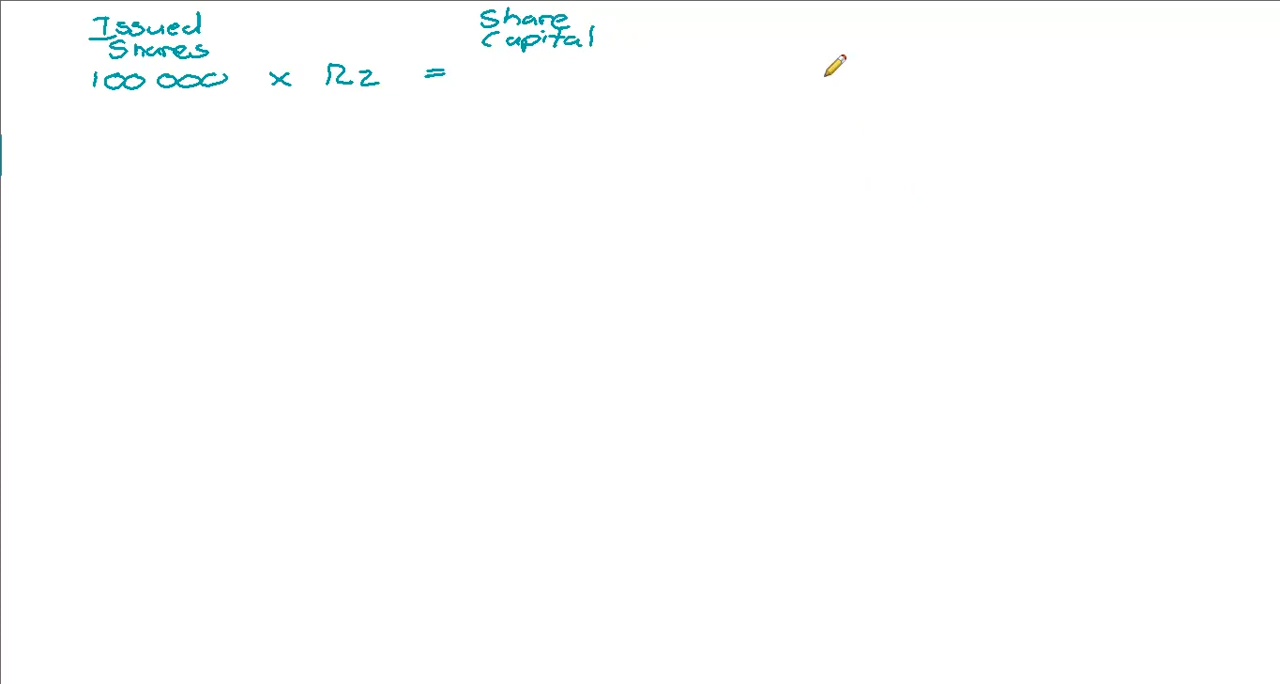 Issued
Shares
Share
Capital
100 000 x R2 =